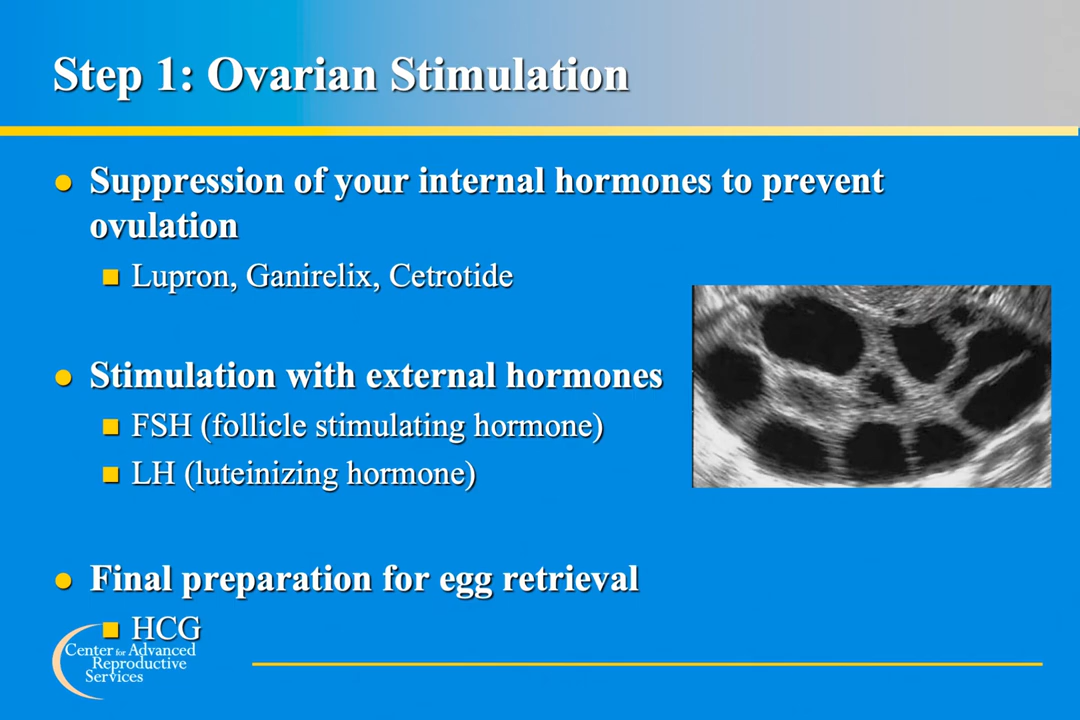 Step 1: Ovarian Stimulation
Suppression of your internal hormones to prevent
ovulation
Lupron, Ganirelix, Cetrotide
Stimulation with external hormones
FSH (follicle stimulating hormone)
LH (luteinizing hormone)
Final preparation for egg retrieval
HCG
Center for Advanced
Reproductive
Services